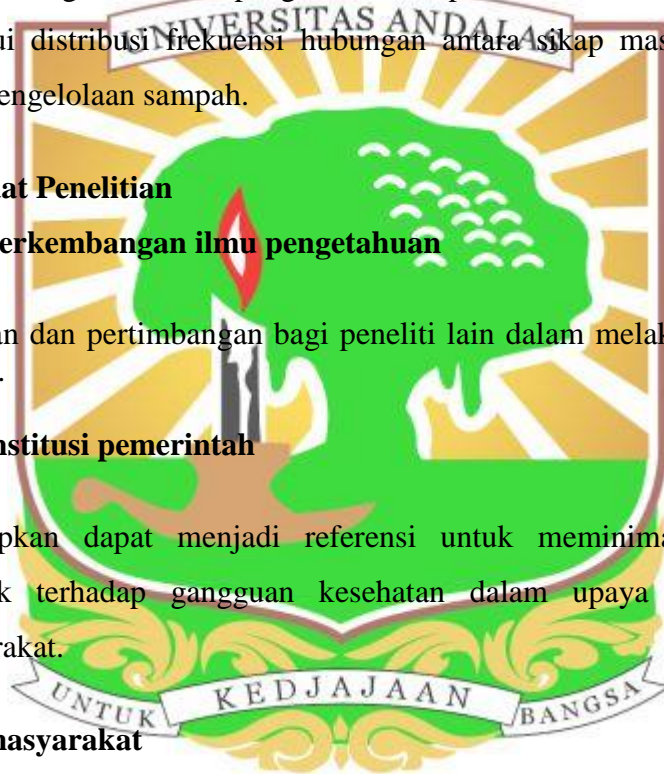 UNIVERSITAS ANDALAS
ui distribusi frekuensi hubungan antara sikap mas
engelolaan sampah.
at Penelitian
erkembangan ilmu pengetahuan
an dan pertimbangan bagi peneliti lain dalam melak
.
nstitusi pemerintah
pkan dapat menjadi referensi untuk meminima
k terhadap gangguan kesehatan dalam upaya
rakat.
UNTUK KEDJAJAAN BANGSA
masyarakat